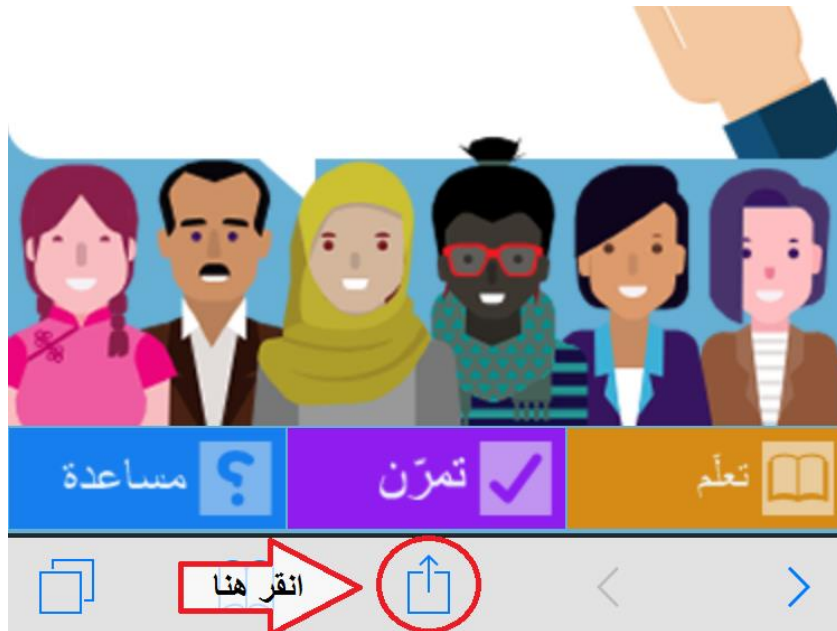 تعلّم
تمرّن
مساعدة
انقر هنا